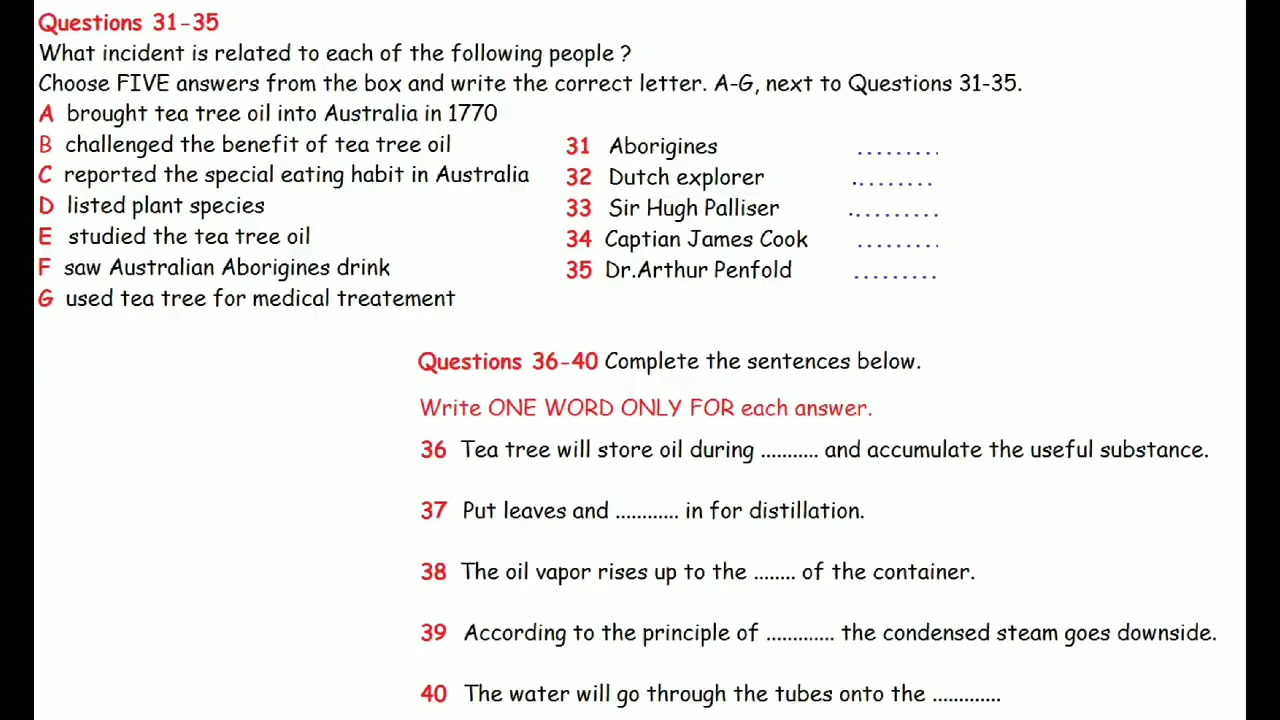 Questions 31-35
What incident is related to each of the following people ?
Choose FIVE answers from the box and write the correct letter. A-G, next to Questions 31-35.
A brought tea tree oil into Australia in 1770
B challenged the benefit of tea tree oil
C reported the special eating habit in Australia
D listed plant species
E studied the tea tree oil
F saw Australian Aborigines drink
G used tea tree for medical treatement
31 Aborigines .........
32 Dutch explorer .........
33 Sir Hugh Palliser ..........
34 Captian James Cook .........
35 Dr.Arthur Penfold .........
Questions 36-40 Complete the sentences below.
Write ONE WORD ONLY FOR each answer.
36 Tea tree will store oil during ........... and accumulate the useful substance.
37 Put leaves and ............ in for distillation.
38 The oil vapor rises up to the ........ of the container.
39 According to the principle of ............. the condensed steam goes downside.
40 The water will go through the tubes onto the .............